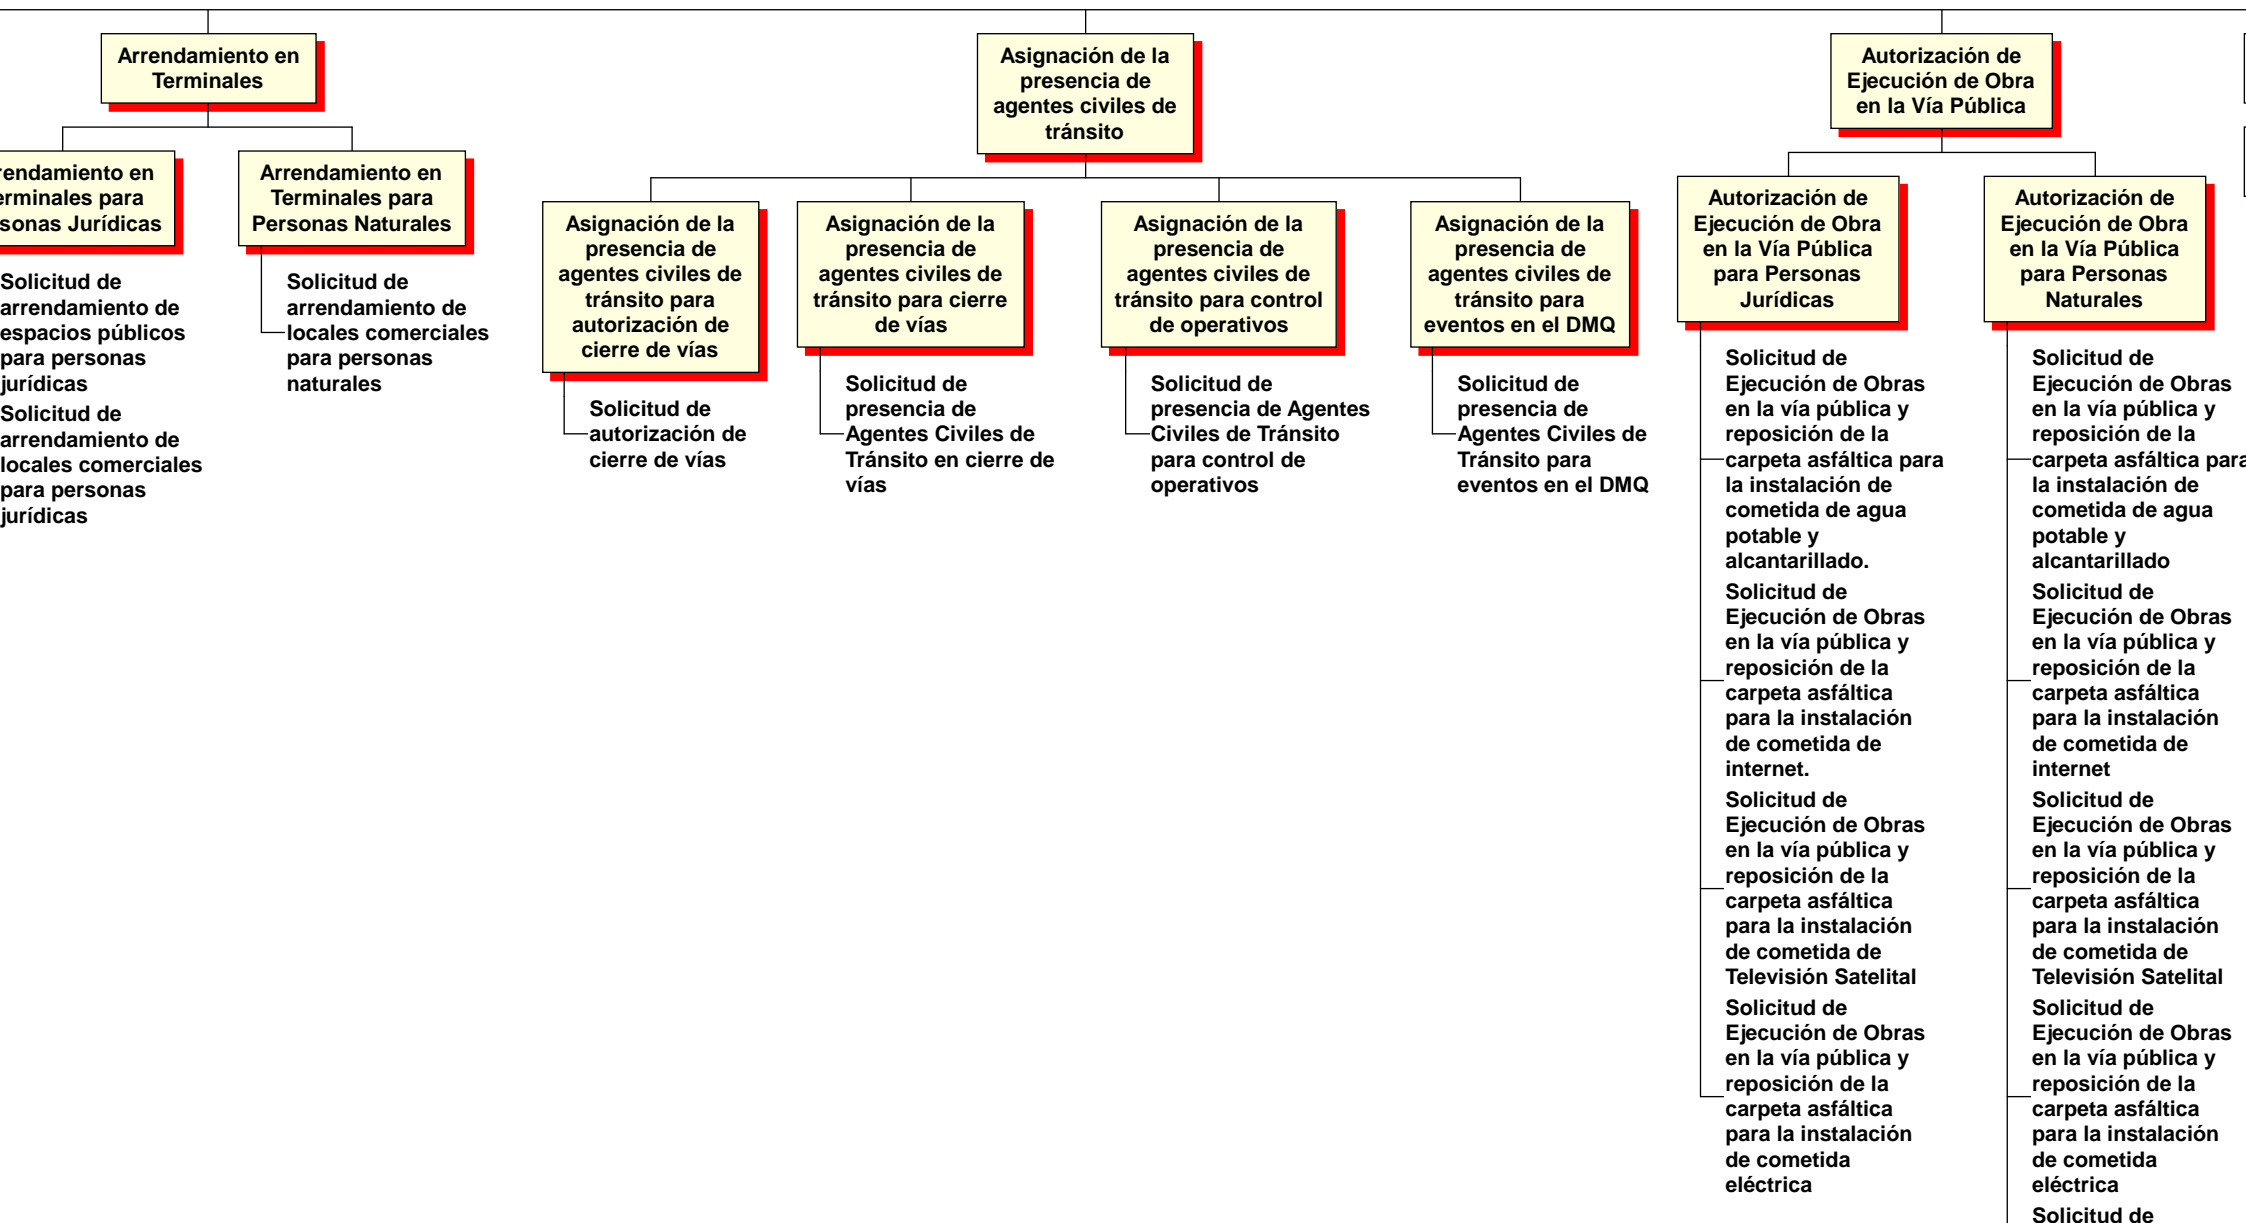 Arrendamiento en
Terminales
Terminales para
Personas Naturales
Arrendamiento en
Solicitud de
arrendamiento de
espacios públicos
para personas
jurídicas
Solicitud de
arrendamiento de
locales comerciales
para personas
jurídicas
Solicitud de
arrendamiento de
locales comerciales
para personas
naturales
Asignación de la
presencia de
agentes civiles de
tránsito
Asignación de la
presencia de
agentes civiles de
tránsito para
autorización de
cierre de vías
Solicitud de
autorización de
cierre de vías
Asignación de la
presencia de
agentes civiles de
tránsito para cierre
de vías
Solicitud de
presencia de
Agentes Civiles de
Tránsito en cierre de
vías
Asignación de la
presencia de
agentes civiles de
tránsito para control
de operativos
Solicitud de
presencia de Agentes
Civiles de Tránsito
para control de
operativos
Asignación de la
presencia de
agentes civiles de
tránsito para
eventos en el DMQ
Solicitud de
presencia de
Agentes Civiles de
Tránsito para
eventos en el DMQ
Autorización de
Ejecución de Obra
en la Vía Pública
Autorización de
Ejecución de Obra
en la Vía Pública
para Personas
Jurídicas
Solicitud de
Ejecución de Obras
en la vía pública y
reposición de la
carpeta asfáltica para
la instalación de
cometida de agua
potable y
alcantarillado.
Solicitud de
Ejecución de Obras
en la vía pública y
reposición de la
carpeta asfáltica
para la instalación
de cometida de
internet.
Solicitud de
Ejecución de Obras
en la vía pública y
reposición de la
carpeta asfáltica
para la instalación
de cometida de
Televisión Satelital
Solicitud de
Ejecución de Obras
en la vía pública y
reposición de la
carpeta asfáltica
para la instalación
de cometida
eléctrica
Autorización de
Ejecución de Obra
en la Vía Pública
para Personas
Naturales
Solicitud de
Ejecución de Obras
en la vía pública y
reposición de la
carpeta asfáltica para
la instalación de
cometida de agua
potable y
alcantarillado
Solicitud de
Ejecución de Obras
en la vía pública y
reposición de la
carpeta asfáltica
para la instalación
de cometida de
internet
Solicitud de
Ejecución de Obras
en la vía pública y
reposición de la
carpeta asfáltica
para la instalación
de cometida de
Televisión Satelital
Solicitud de
Ejecución de Obras
en la vía pública y
reposición de la
carpeta asfáltica
para la instalación
de cometida
eléctrica
Solicitud de